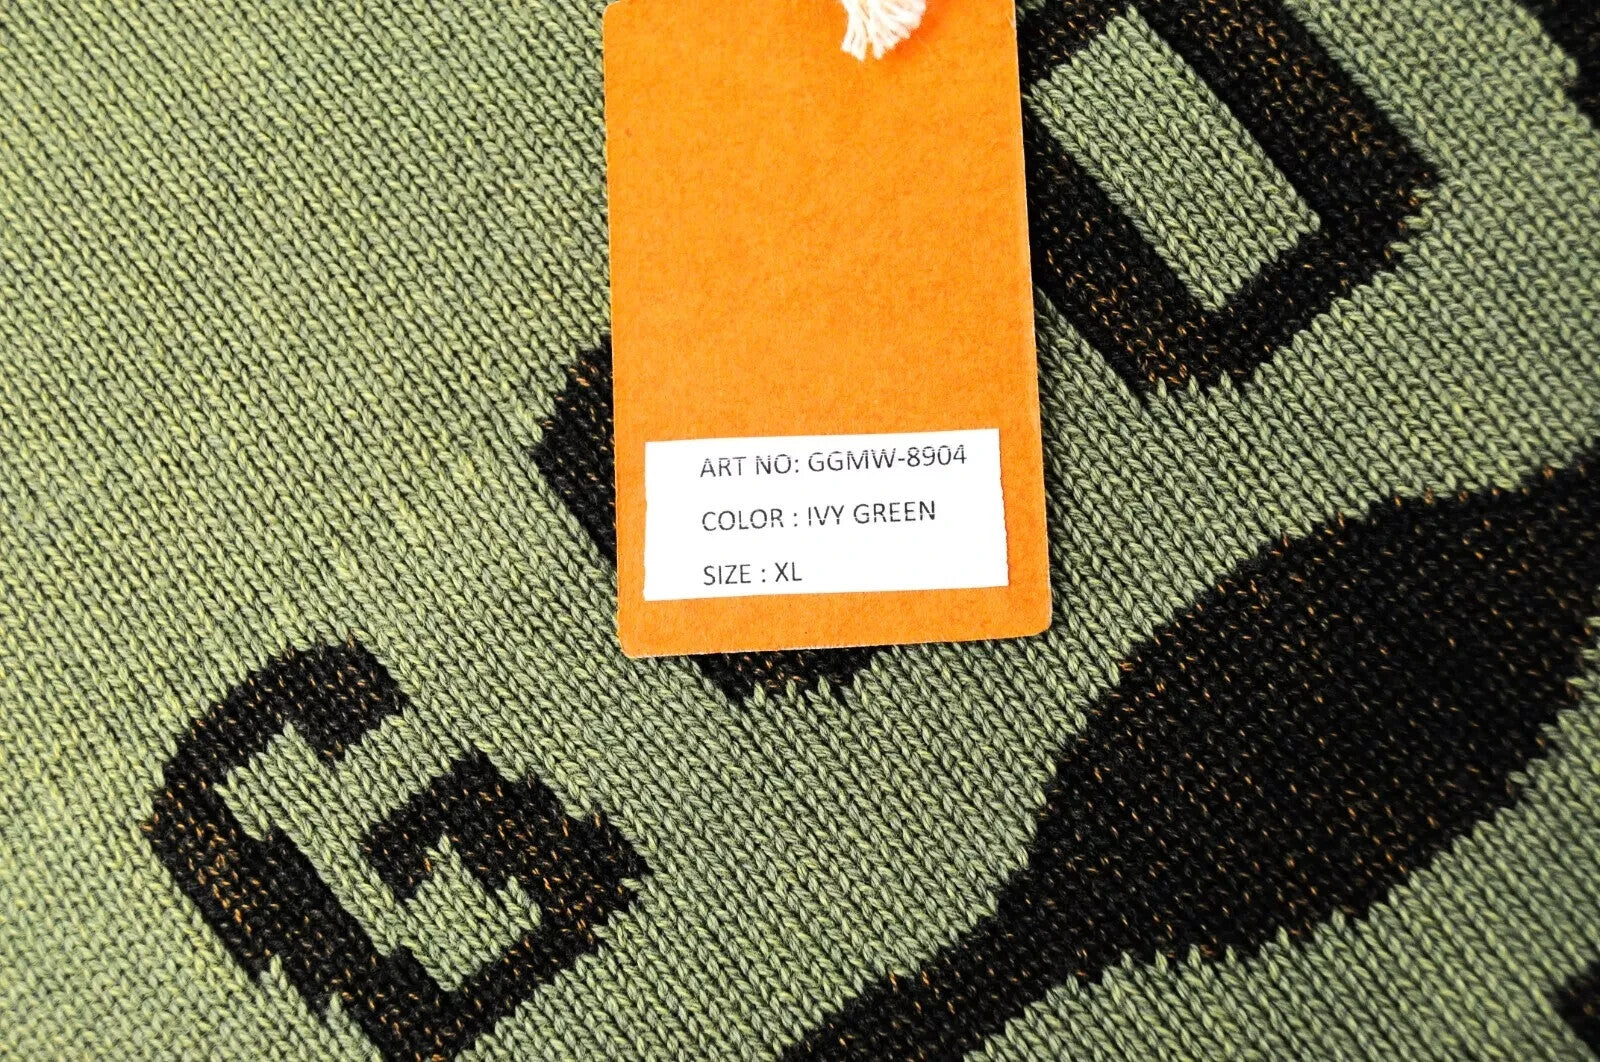 ART NO: GGMW-8904
COLOR : IVY GREEN
SIZE : XL
G